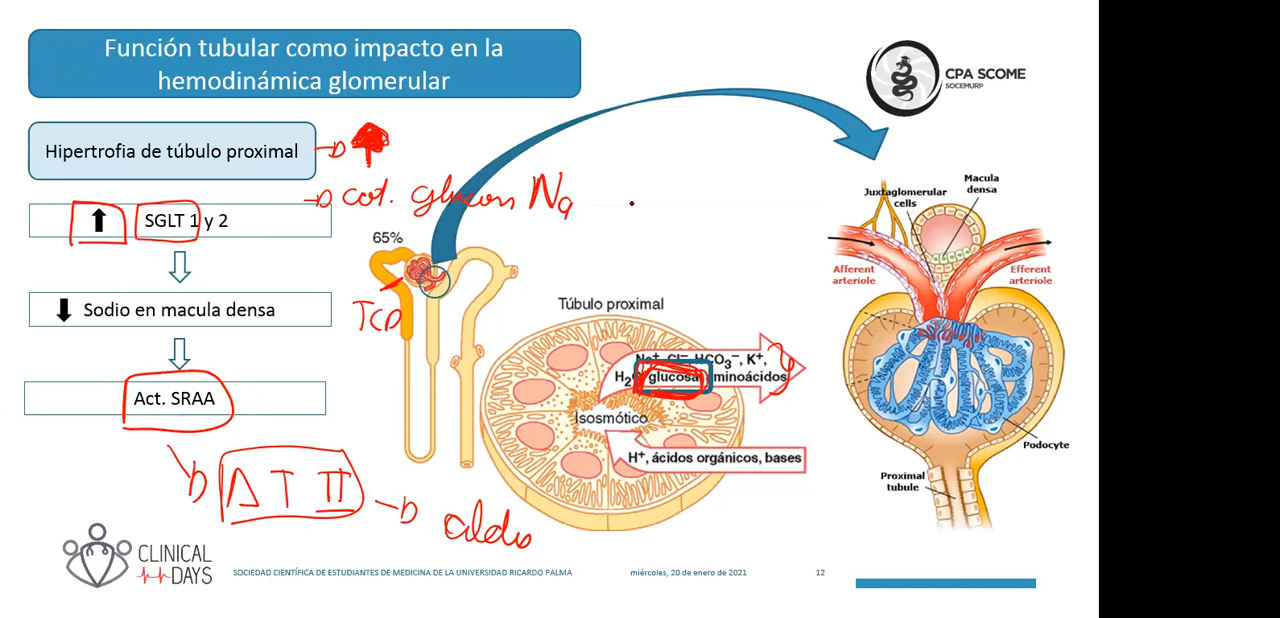 Función tubular como impacto en la
hemodinámica glomerular
CPA SCOME
SOCEMURP
Hipertrofia de túbulo proximal
cot. glucosa Na
SGLT 1 y 2
65%
TCP
Sodio en macula densa
Act. SRAA
AT II
aldo
Túbulo proximal
Na⁺, Cl⁻, HCO₃⁻, K⁺,
H₂O, glucosa, aminoácidos
Isosmótico
H⁺, ácidos orgánicos, bases
Macula
densa
Juxtaglomerular
cells
Afferent
arteriole
Efferent
arteriole
Podocyte
Proximal
tubule
CLINICAL
DAYS
SOCIEDAD CIENTÍFICA DE ESTUDIANTES DE MEDICINA DE LA UNIVERSIDAD RICARDO PALMA
miércoles, 20 de enero de 2021
12